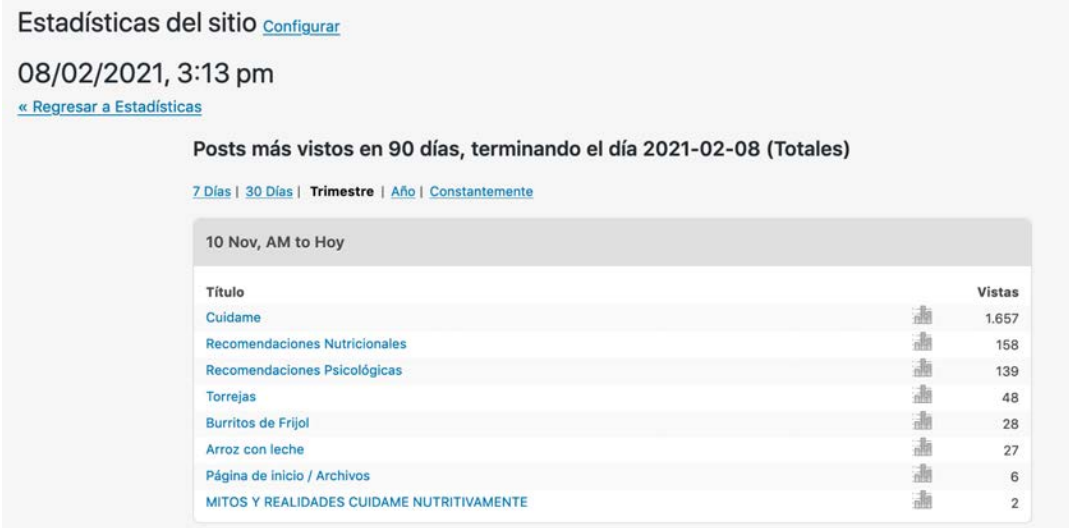 Estadísticas del sitio Configurar
08/02/2021, 3:13 pm
« Regresar a Estadísticas
Posts más vistos en 90 días, terminando el día 2021-02-08 (Totales)
7 Días | 30 Días | Trimestre | Año | Constantemente
10 Nov, AM to Hoy
Título Vistas
Cuidame 1.657
Recomendaciones Nutricionales 158
Recomendaciones Psicológicas 139
Torrejas 48
Burritos de Frijol 28
Arroz con leche 27
Página de inicio / Archivos 6
MITOS Y REALIDADES CUIDAME NUTRITIVAMENTE 2